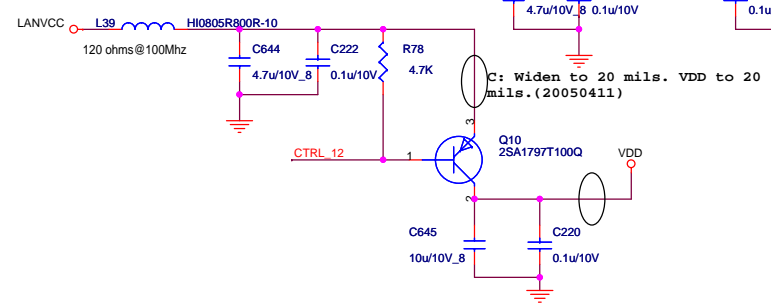 4.7u/10V_8 0.1u/10V
0.1u
LANVCC L39 HI0805R800R-10
120 ohms@100Mhz
C644
4.7u/10V_8
C222
0.1u/10V
R78
4.7K
C: Widen to 20 mils. VDD to 20
mils.(20050411)
3
Q10
2SA1797T100Q
CTRL_12
1
VDD
2
C645
10u/10V_8
C220
0.1u/10V